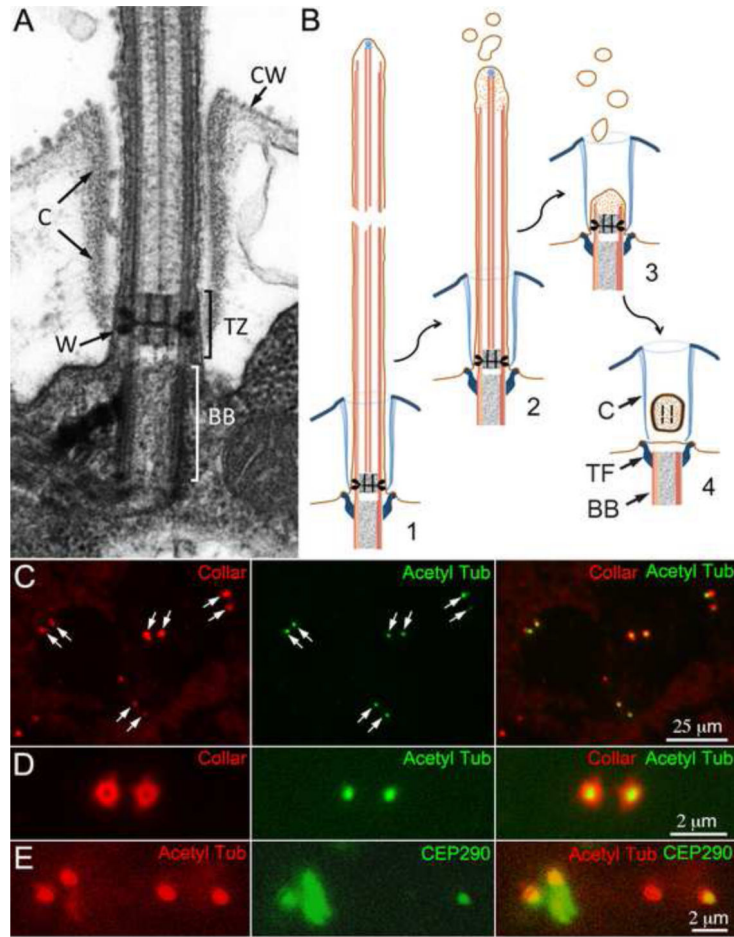 A
CW
C
W
TZ
BB
B
1
2
3
C
TF
BB
4
C
Collar
Acetyl Tub
Collar Acetyl Tub
25 µm
D
Collar
Acetyl Tub
Collar Acetyl Tub
2 µm
E
Acetyl Tub
CEP290
Acetyl Tub CEP290
2 µm